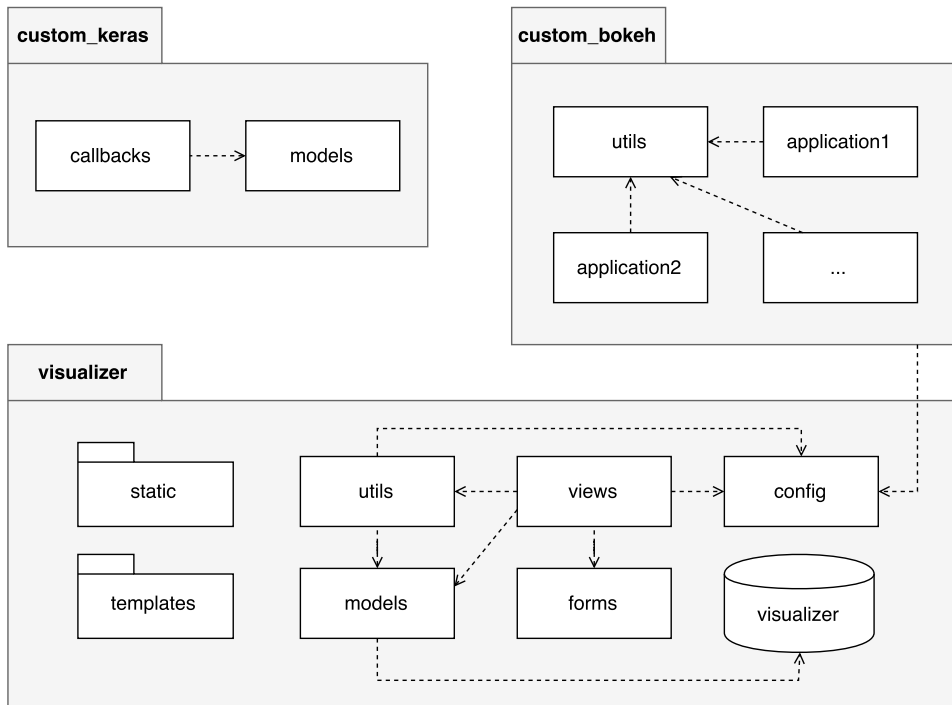 custom_keras
callbacks
models
custom_bokeh
utils
application1
application2
...
visualizer
static
utils
views
config
templates
models
forms
visualizer